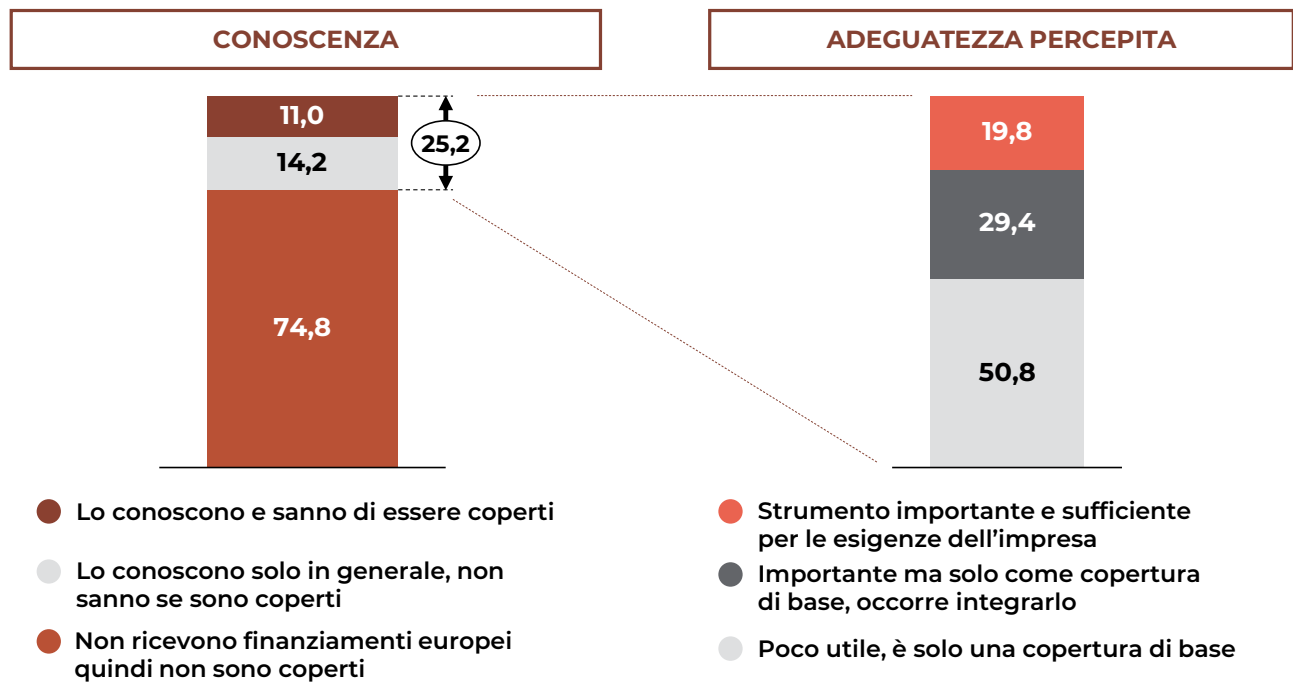 CONOSCENZA
11,0
14,2
25,2
74,8
Lo conoscono e sanno di essere coperti
Lo conoscono solo in generale, non
sanno se sono coperti
Non ricevono finanziamenti europei
quindi non sono coperti
ADEGUATEZZA PERCEPITA
19,8
29,4
50,8
Strumento importante e sufficiente
per le esigenze dell’impresa
Importante ma solo come copertura
di base, occorre integrarlo
Poco utile, è solo una copertura di base